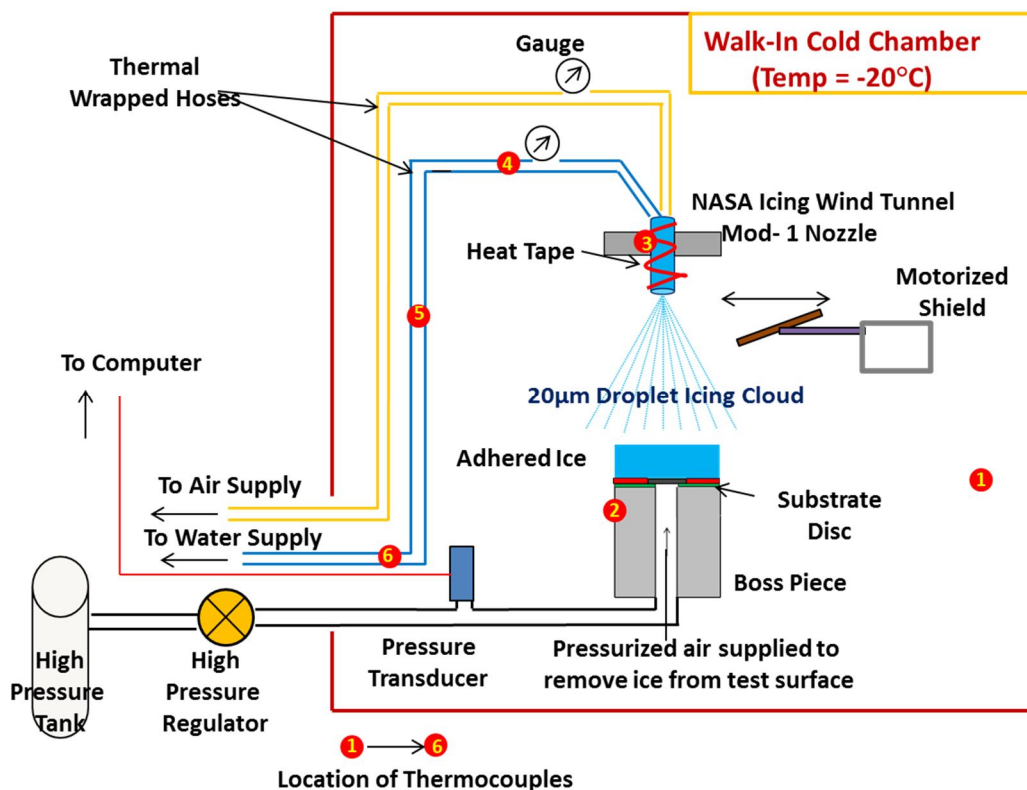 Gauge
Walk-In Cold Chamber
(Temp = -20°C)
Thermal
Wrapped Hoses
4
NASA Icing Wind Tunnel
Mod- 1 Nozzle
3
Heat Tape
Motorized
Shield
5
To Computer
20µm Droplet Icing Cloud
Adhered Ice
1
To Air Supply
Substrate
Disc
2
To Water Supply
6
Boss Piece
High
Pressure
Tank
High
Pressure
Regulator
Pressure
Transducer
Pressurized air supplied to
remove ice from test surface
1 6
Location of Thermocouples